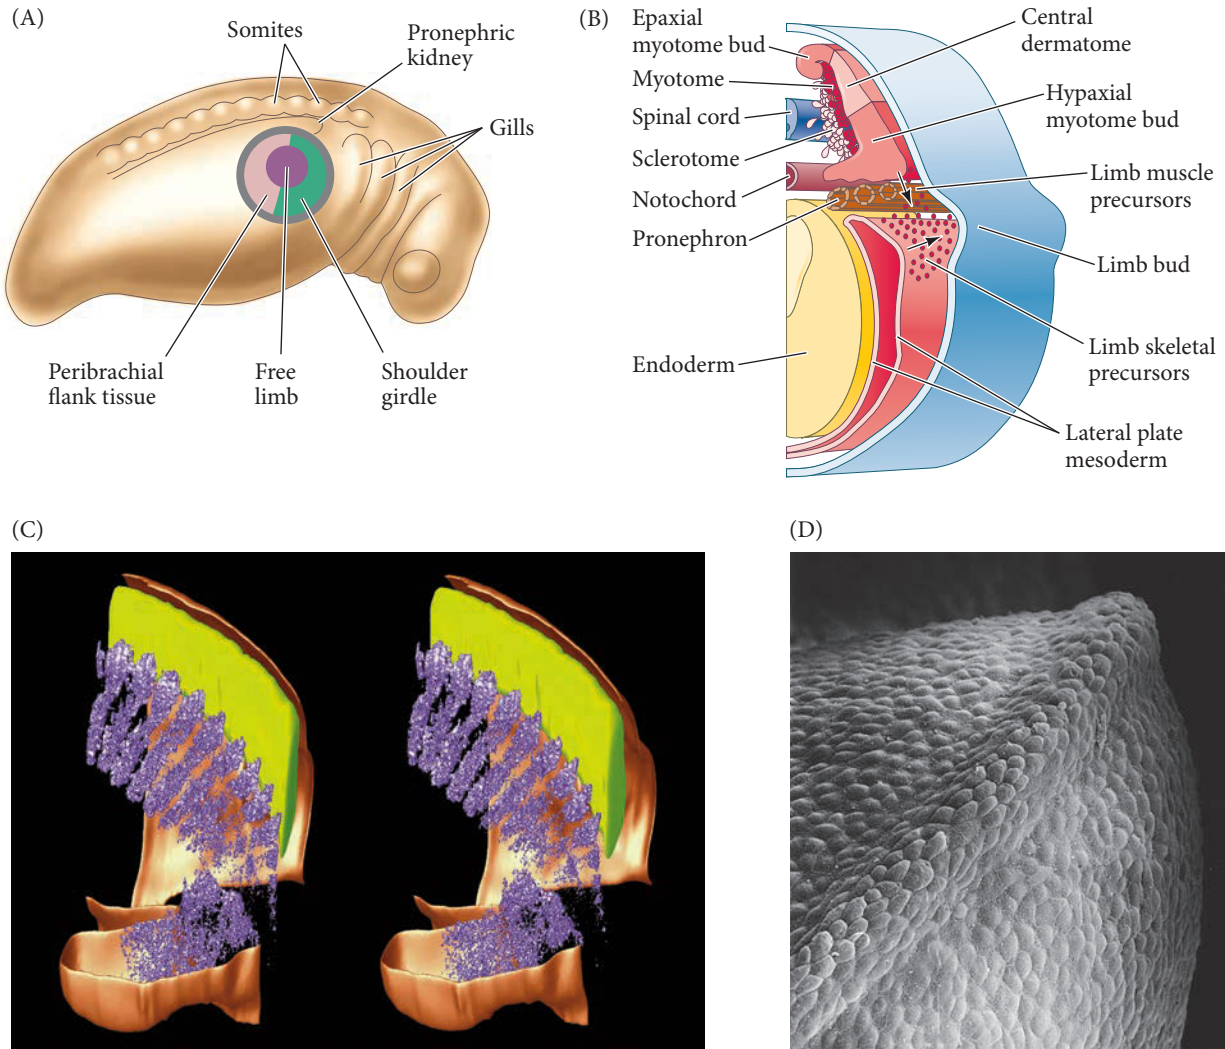 (A)
Somites
Pronephric
kidney
Gills
Peribrachial
flank tissue
Free
limb
Shoulder
girdle
(B)
Epaxial
myotome bud
Myotome
Spinal cord
Sclerotome
Notochord
Pronephron
Endoderm
Central
dermatome
Hypaxial
myotome bud
Limb muscle
precursors
Limb bud
Limb skeletal
precursors
Lateral plate
mesoderm
(C)
(D)